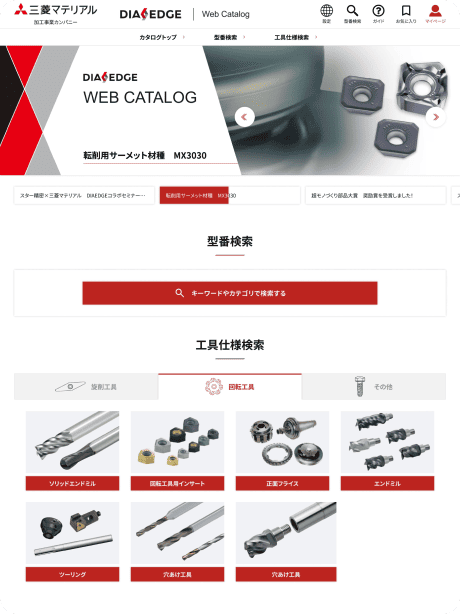 三菱マテリアル
加工事業カンパニー
DIAEDGE
Web Catalog
設定
型番検索
ガイド
お気に入り
マイページ
カタログトップ
型番検索
工具仕様検索
DIAEDGE
WEB CATALOG
転削用サーメット材種 MX3030
スター精密×三菱マテリアル DIAEDGEコラボセミナー…
転削用サーメット材種 MX3030
超モノづくり部品大賞 奨励賞を受賞しました!
型番検索
キーワードやカテゴリで検索する
工具仕様検索
旋削工具
回転工具
その他
ソリッドエンドミル
回転工具用インサート
正面フライス
エンドミル
ツーリング
穴あけ工具
穴あけ工具